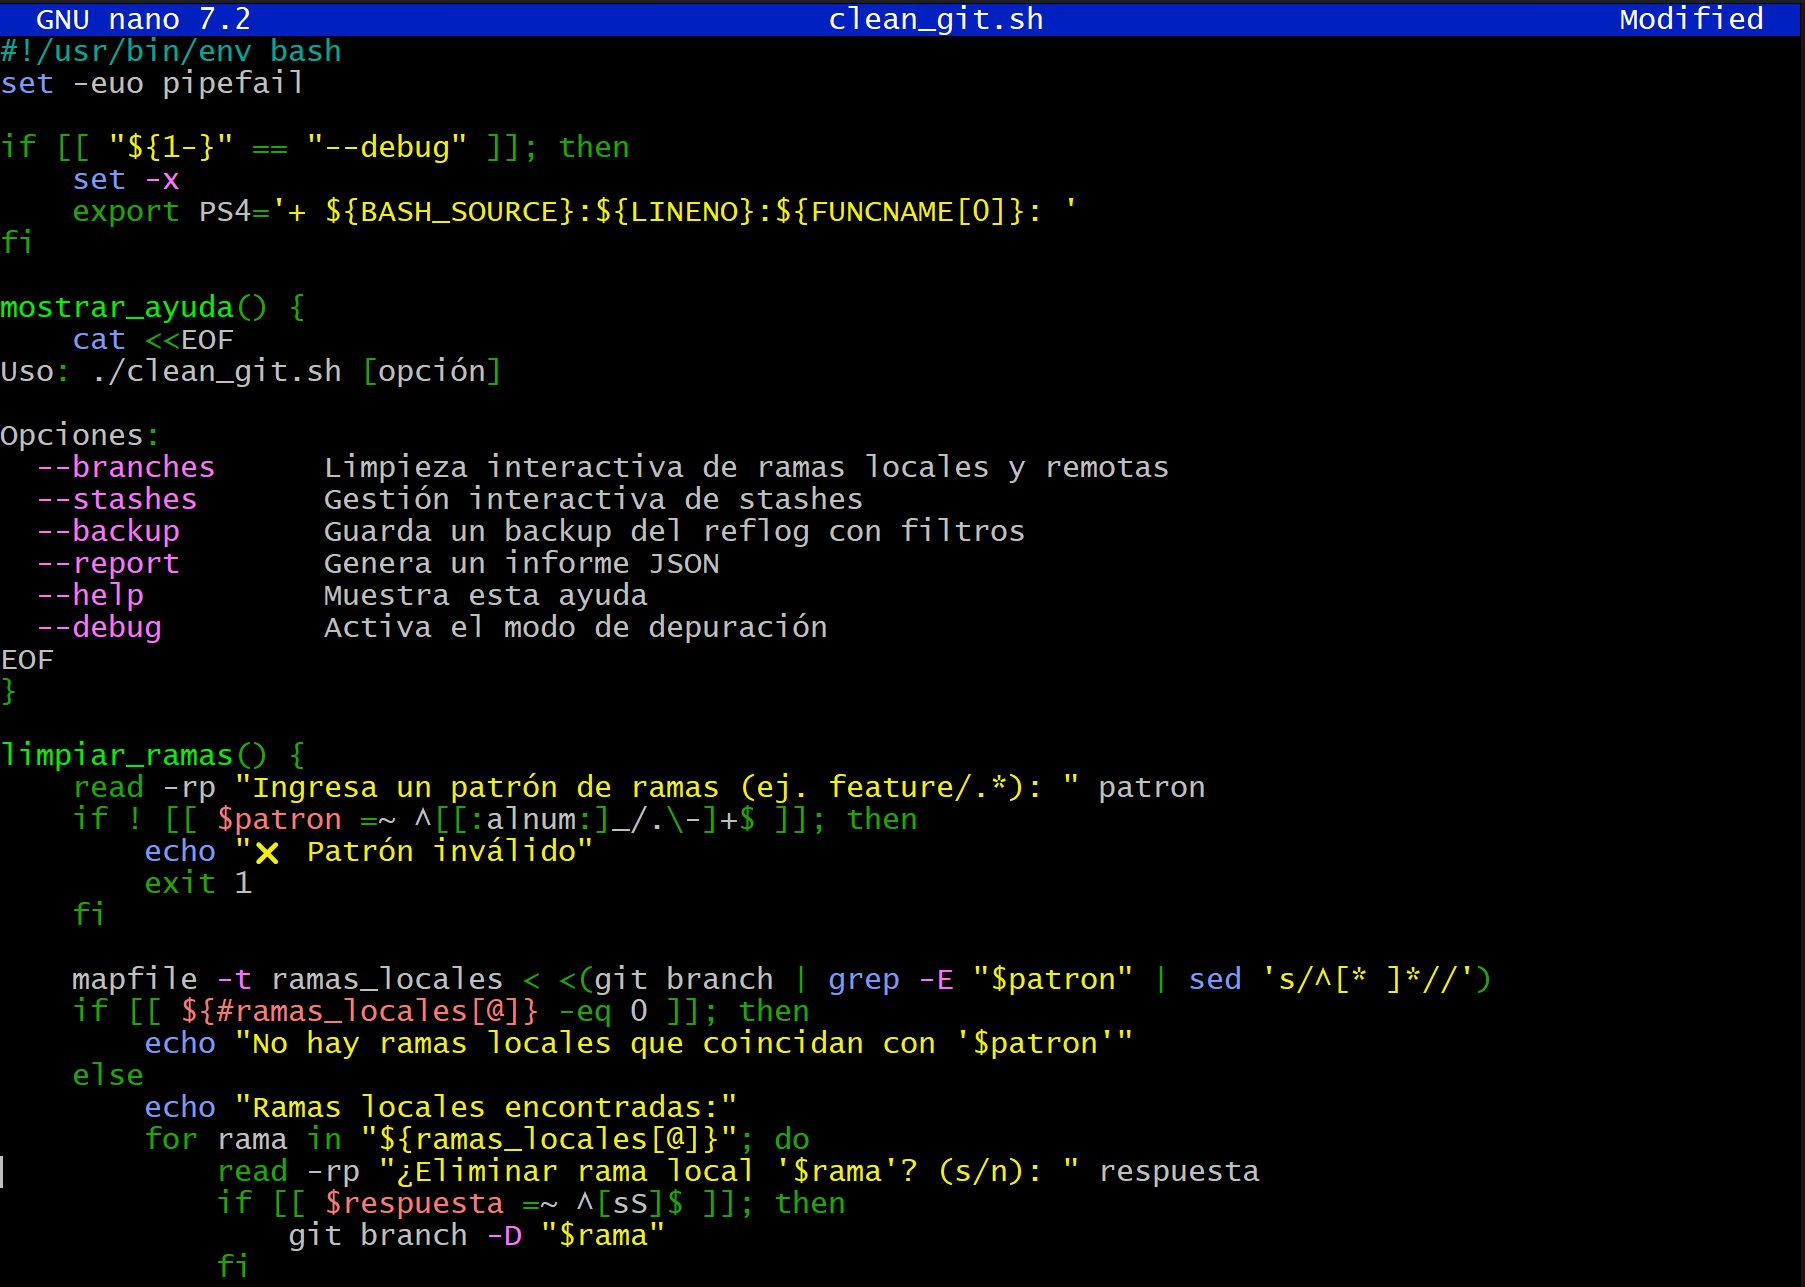 GNU nano 7.2 clean_git.sh Modified
#!/usr/bin/env bash
set -euo pipefail

if [[ "${1-}" == "--debug" ]]; then
    set -x
    export PS4='+ ${BASH_SOURCE}:${LINENO}:${FUNCNAME[0]}: '
fi

mostrar_ayuda() {
    cat <<EOF
Uso: ./clean_git.sh [opción]

Opciones:
  --branches      Limpieza interactiva de ramas locales y remotas
  --stashes       Gestión interactiva de stashes
  --backup        Guarda un backup del reflog con filtros
  --report        Genera un informe JSON
  --help          Muestra esta ayuda
  --debug         Activa el modo de depuración
EOF
}

limpiar_ramas() {
    read -rp "Ingresa un patrón de ramas (ej. feature/.*): " patron
    if ! [[ $patron =~ ^[[:alnum:]_/.\-]+$ ]]; then
        echo "❌ Patrón inválido"
        exit 1
    fi

    mapfile -t ramas_locales < <(git branch | grep -E "$patron" | sed 's/^[* ]*//')
    if [[ ${#ramas_locales[@]} -eq 0 ]]; then
        echo "No hay ramas locales que coincidan con '$patron'"
    else
        echo "Ramas locales encontradas:"
        for rama in "${ramas_locales[@]}"; do
            read -rp "¿Eliminar rama local '$rama'? (s/n): " respuesta
            if [[ $respuesta =~ ^[sS]$ ]]; then
                git branch -D "$rama"
            fi